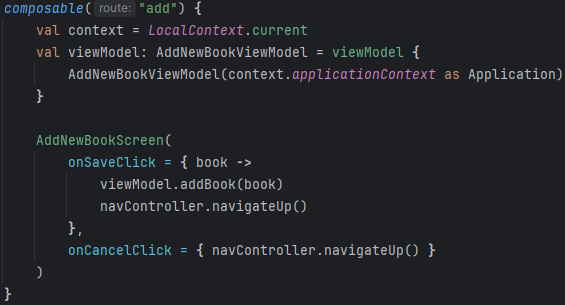 composable( route: "add") {
    val context = LocalContext.current
    val viewModel: AddNewBookViewModel = viewModel {
        AddNewBookViewModel(context.applicationContext as Application)
    }

    AddNewBookScreen(
        onSaveClick = { book ->
            viewModel.addBook(book)
            navController.navigateUp()
        },
        onCancelClick = { navController.navigateUp() }
    )
}